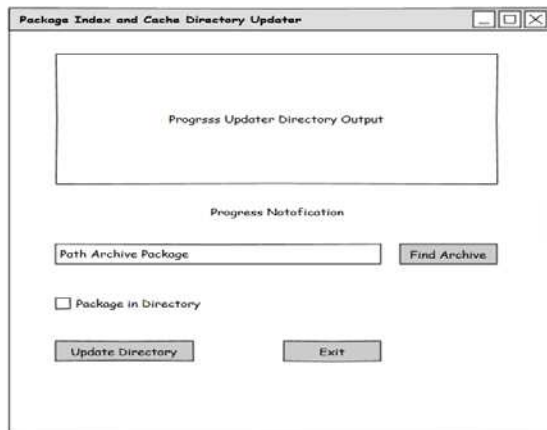 Package Index and Cache Directory Updater
Progrsss Updater Directory Output
Progress Notafication
Path Archive Package
Find Archive
Package in Directory
Update Directory
Exit